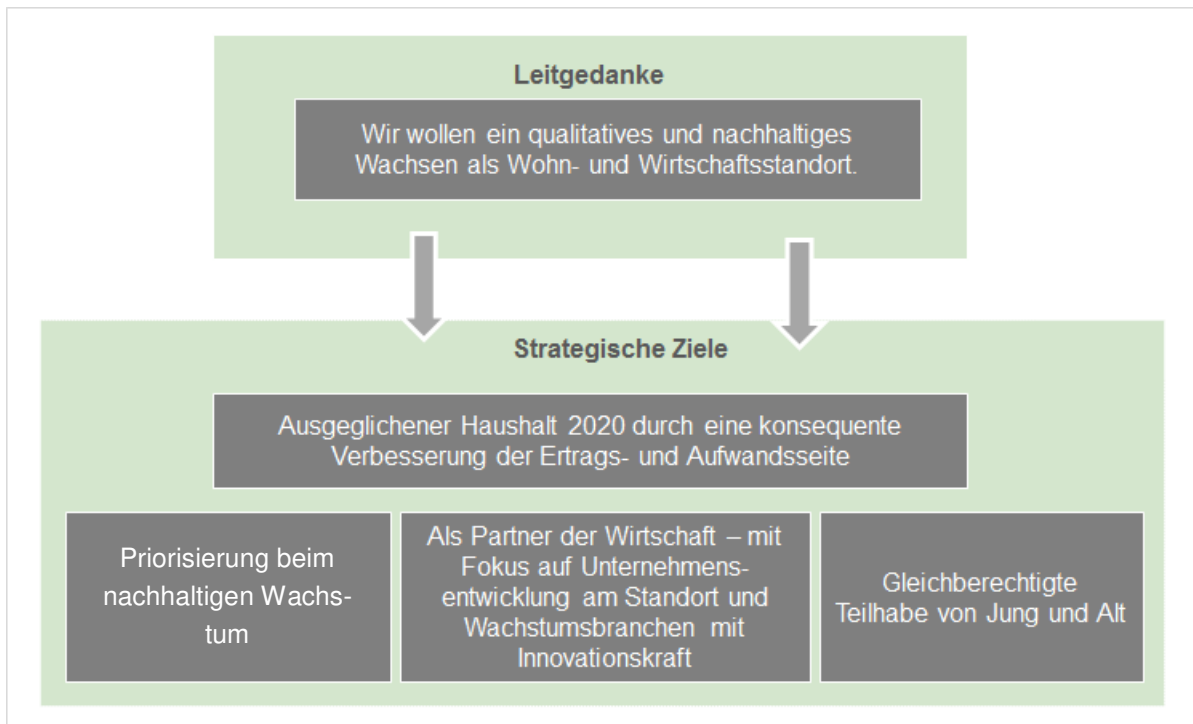 Leitgedanke
Wir wollen ein qualitatives und nachhaltiges
Wachsen als Wohn- und Wirtschaftsstandort.
Strategische Ziele
Ausgeglichener Haushalt 2020 durch eine konsequente
Verbesserung der Ertrags- und Aufwandsseite
Priorisierung beim
nachhaltigen Wachs-
tum
Als Partner der Wirtschaft – mit
Fokus auf Unternehmens-
entwicklung am Standort und
Wachstumsbranchen mit
Innovationskraft
Gleichberechtigte
Teilhabe von Jung und Alt